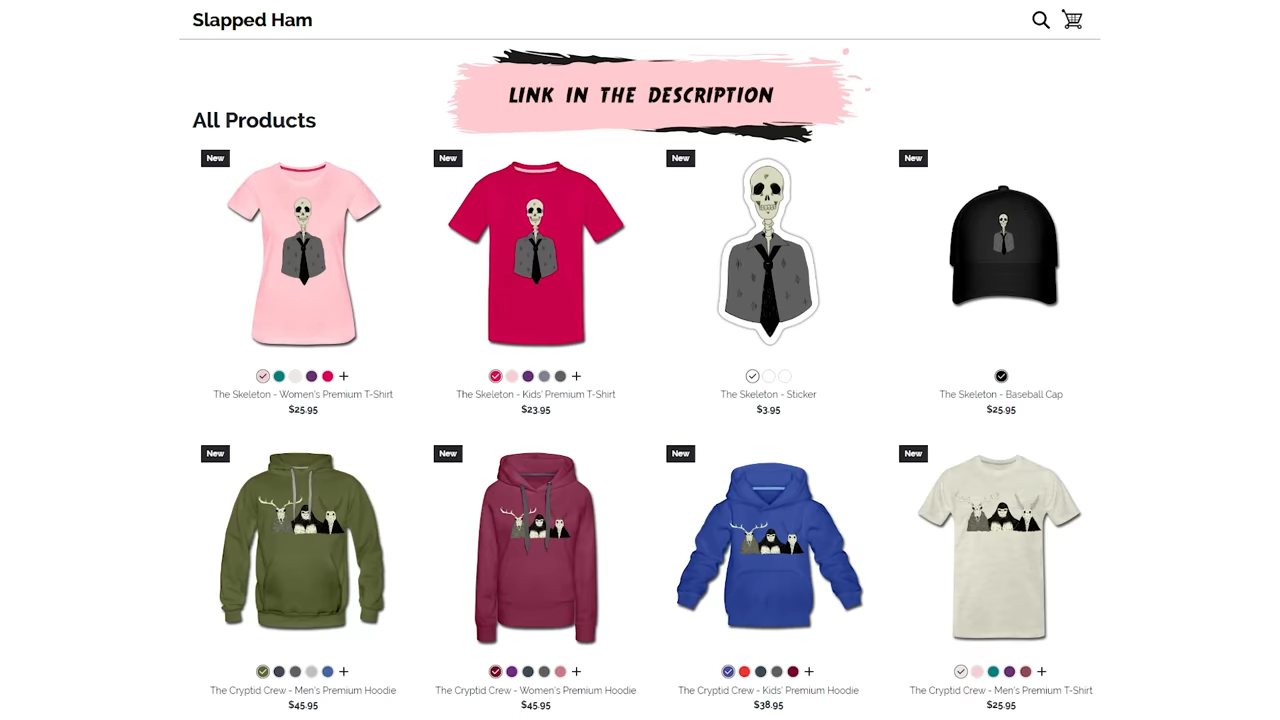 Slapped Ham
LINK IN THE DESCRIPTION
All Products
New
New
New
New
The Skeleton - Women's Premium T-Shirt
$25.95
The Skeleton - Kids' Premium T-Shirt
$23.95
The Skeleton - Sticker
$3.95
The Skeleton - Baseball Cap
$25.95
New
New
New
New
The Cryptid Crew - Men's Premium Hoodie
$45.95
The Cryptid Crew - Women's Premium Hoodie
$45.95
The Cryptid Crew - Kids' Premium Hoodie
$38.95
The Cryptid Crew - Men's Premium T-Shirt
$25.95